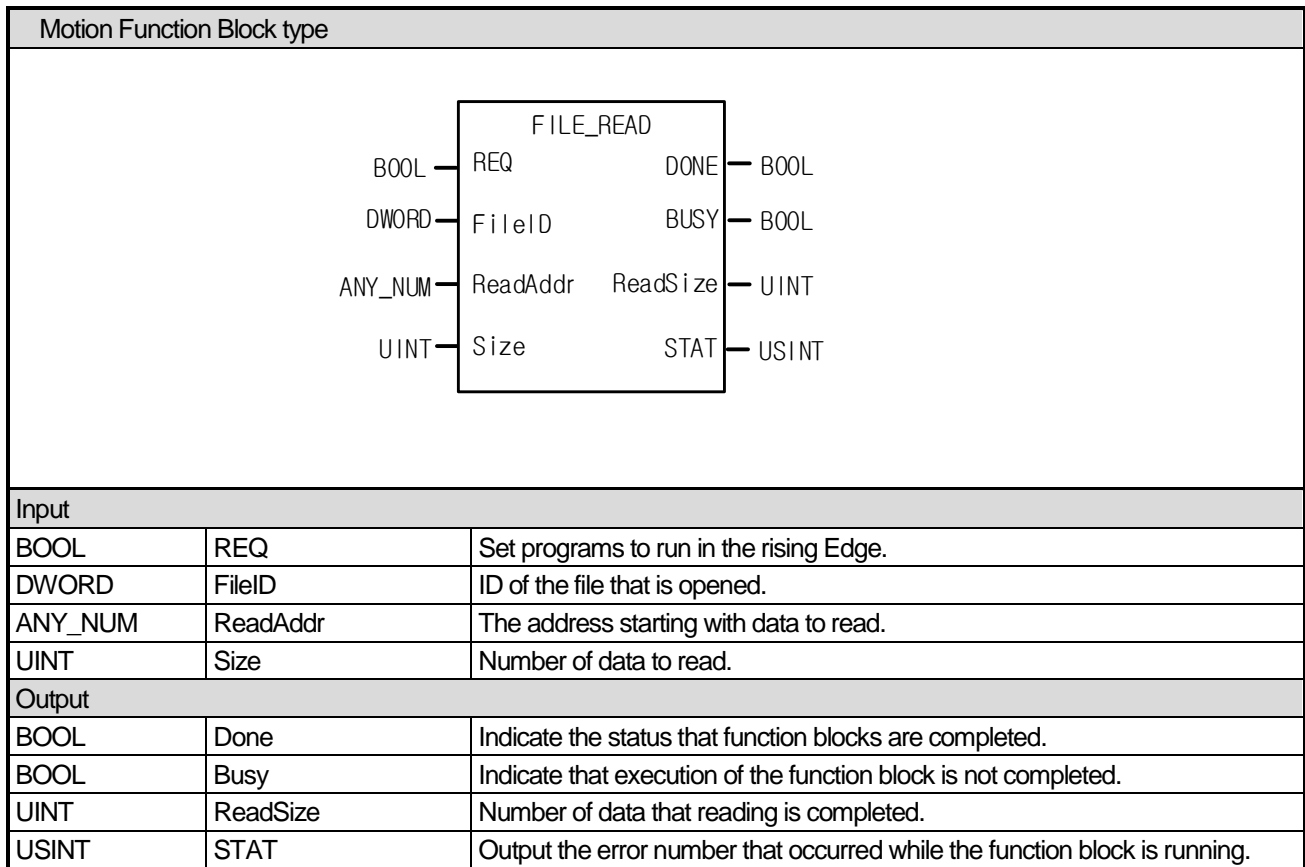 Motion Function Block type
FILE_READ
BOOL REQ DONE BOOL
DWORD FileID BUSY BOOL
ANY_NUM ReadAddr ReadSize UINT
UINT Size STAT USINT
Input
BOOL REQ Set programs to run in the rising Edge.
DWORD FileID ID of the file that is opened.
ANY_NUM ReadAddr The address starting with data to read.
UINT Size Number of data to read.
Output
BOOL Done Indicate the status that function blocks are completed.
BOOL Busy Indicate that execution of the function block is not completed.
UINT ReadSize Number of data that reading is completed.
USINT STAT Output the error number that occurred while the function block is running.